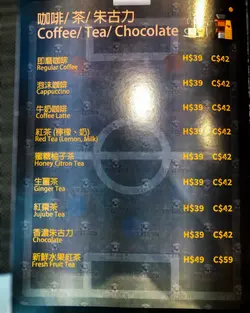 咖啡/ 茶/ 朱古力
Coffee/ Tea/ Chocolate
即磨咖啡 H$39 C$42
Regular Coffee
泡沫咖啡 H$39 C$42
Cappuccino
牛奶咖啡 H$39 C$42
Coffee Latte
紅茶 (檸檬、奶) H$39 C$42
Red Tea (Lemon, Milk)
蜜糖柚子茶 H$39 C$42
Honey Citron Tea
生薑茶 H$39 C$42
Ginger Tea
紅棗茶 H$39 C$42
Jujube Tea
香濃朱古力 H$39 C$42
Chocolate
新鮮水果紅茶 H$49 C$59
Fresh Fruit Tea